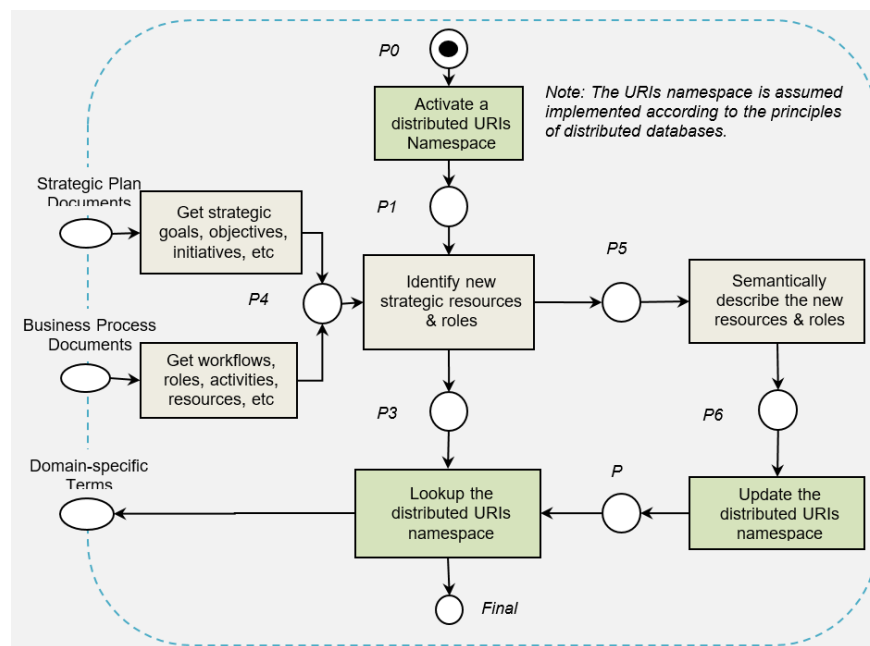 P0
Activate a
distributed URIs
Namespace
Note: The URIs namespace is assumed
implemented according to the principles
of distributed databases.
Strategic Plan
Documents
Get strategic
goals, objectives,
initiatives, etc
P1
P4
Identify new
strategic resources
& roles
P5
Semantically
describe the new
resources & roles
Business Process
Documents
Get workflows,
roles, activities,
resources, etc
P3
P6
Domain-specific
Terms
Lookup the
distributed URIs
namespace
P
Update the
distributed URIs
namespace
Final